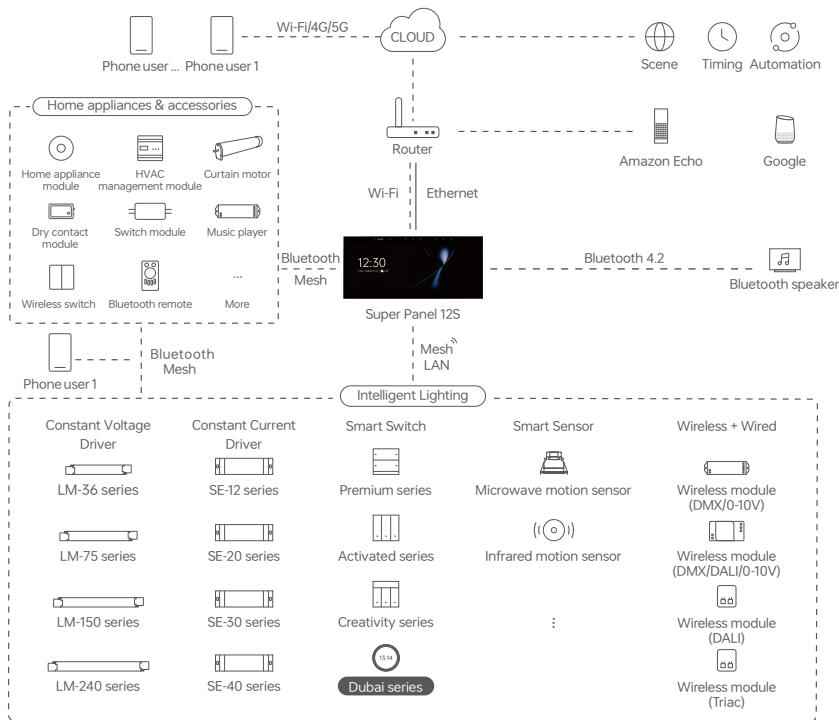 Wi-Fi/4G/5G
CLOUD
Phone user ... Phone user 1
Scene
Timing
Automation
Home appliances & accessories
Router
Amazon Echo
Google
Home appliance
module
HVAC
management module
Curtain motor
Wi-Fi
Ethernet
Dry contact
module
Switch module
Music player
Bluetooth
Mesh
12:30
Bluetooth 4.2
Bluetooth speaker
Wireless switch
Bluetooth remote
...
More
Super Panel 12S
Phone user 1
Bluetooth
Mesh
Mesh
LAN
Intelligent Lighting
Constant Voltage
Driver
LM-36 series
LM-75 series
LM-150 series
LM-240 series
Constant Current
Driver
SE-12 series
SE-20 series
SE-30 series
SE-40 series
Smart Switch
Premium series
Activated series
Creativity series
13:14
Dubai series
Smart Sensor
Microwave motion sensor
Infrared motion sensor
Wireless + Wired
Wireless module
(DMX/0-10V)
Wireless module
(DMX/DALI/0-10V)
Wireless module
(DALI)
Wireless module
(Triac)